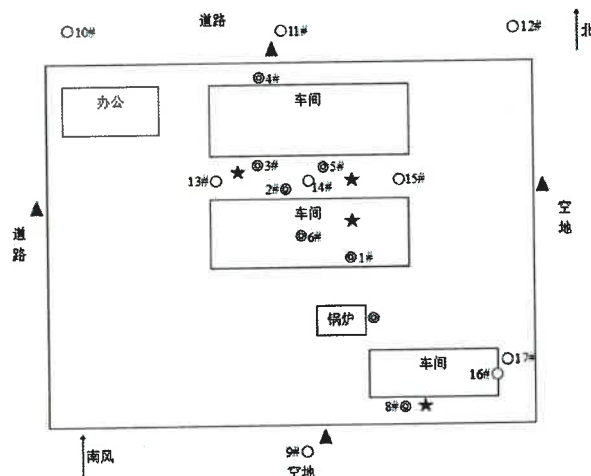 10#
道路
11#
12#
北
4#
办公
车间
3#
5#
13#
14#
15#
2#
道路
车间
空地
6#
1#
锅炉
车间
17#
16#
8#
南风
9#
空地